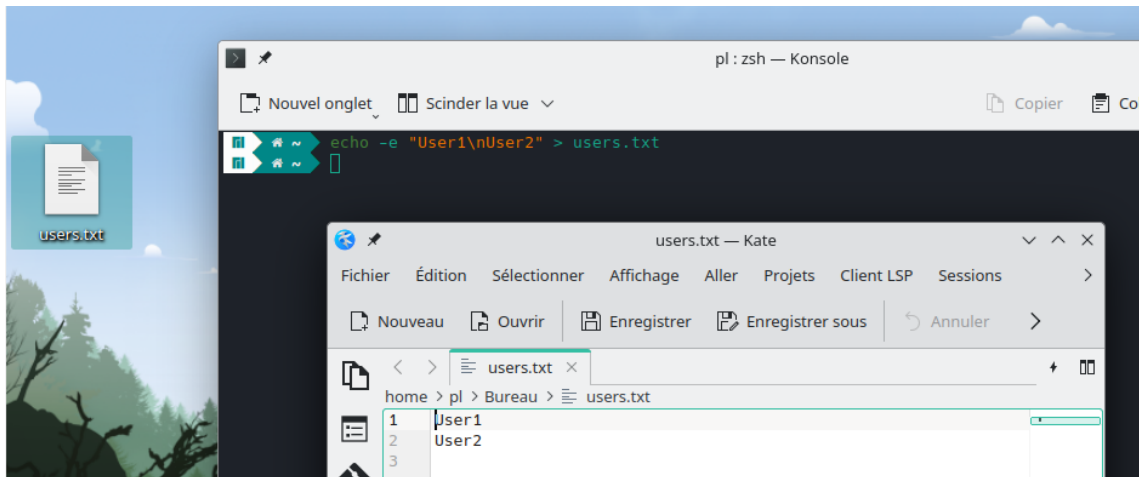 pl : zsh — Konsole
Nouvel onglet Scinder la vue Copier Co
~ echo -e "User1\nUser2" > users.txt
~
users.txt
users.txt — Kate
Fichier Édition Sélectionner Affichage Aller Projets Client LSP Sessions
Nouveau Ouvrir Enregistrer Enregistrer sous Annuler
users.txt
home > pl > Bureau > users.txt
1 User1
2 User2
3